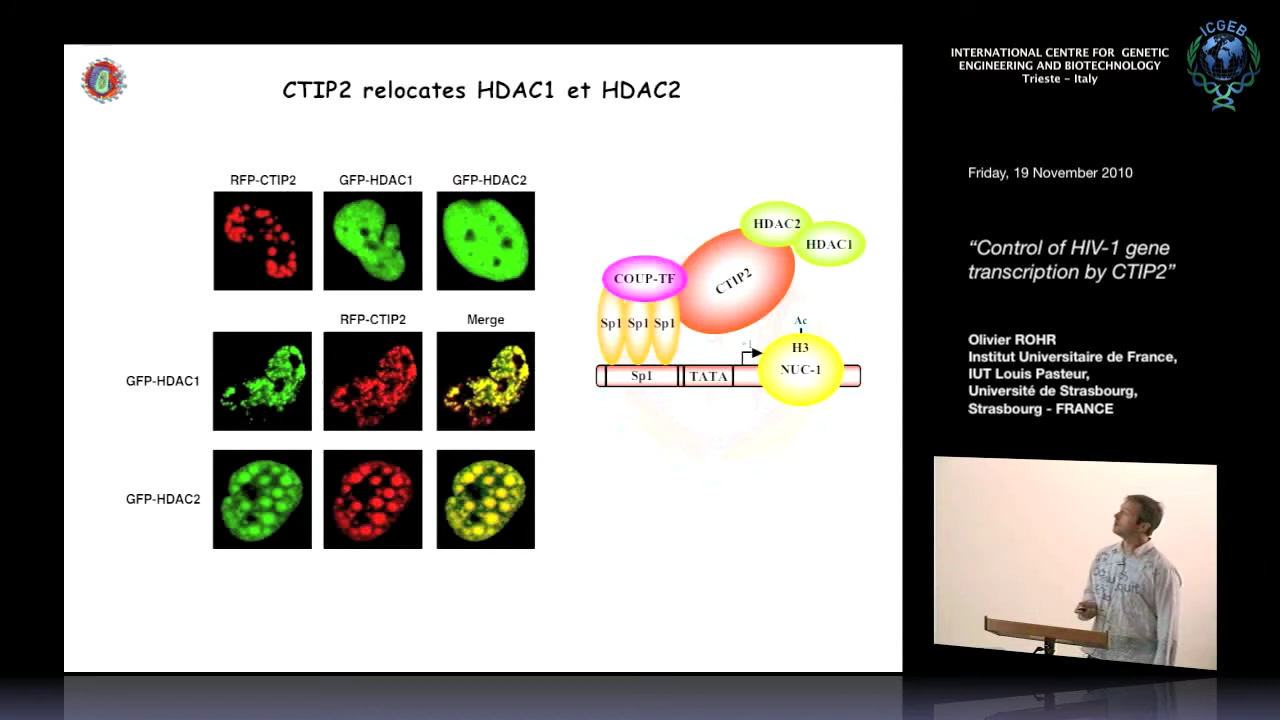 CTIP2 relocates HDAC1 et HDAC2
RFP-CTIP2
GFP-HDAC1
GFP-HDAC2
RFP-CTIP2
Merge
GFP-HDAC1
GFP-HDAC2
HDAC2
HDAC1
COUP-TF
CTIP2
Sp1
Sp1
Sp1
Ac
H3
NUC-1
Sp1
TATA
ICGEB
INTERNATIONAL CENTRE FOR GENETIC
ENGINEERING AND BIOTECHNOLOGY
Trieste – Italy
Friday, 19 November 2010
“Control of HIV-1 gene
transcription by CTIP2”
Olivier ROHR
Institut Universitaire de France,
IUT Louis Pasteur,
Université de Strasbourg,
Strasbourg - FRANCE